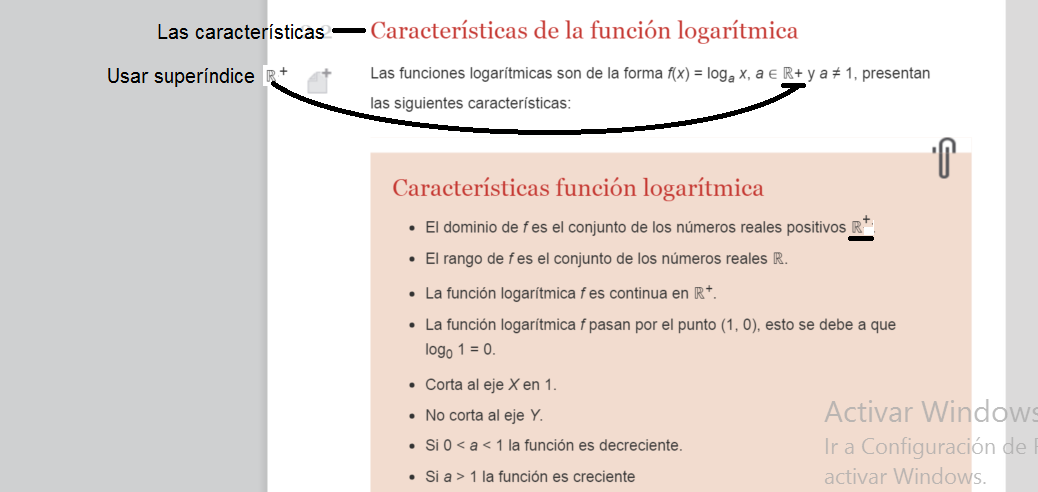 Las características
Características de la función logarítmica
Usar superíndice ℝ⁺
Las funciones logarítmicas son de la forma f(x) = logₐ x, a ∈ ℝ+ y a ≠ 1, presentan
las siguientes características:
Características función logarítmica
• El dominio de f es el conjunto de los números reales positivos ℝ⁺.
• El rango de f es el conjunto de los números reales ℝ.
• La función logarítmica f es continua en ℝ⁺.
• La función logarítmica f pasan por el punto (1, 0), esto se debe a que
log₀ 1 = 0.
• Corta al eje X en 1.
• No corta al eje Y.
• Si 0 < a < 1 la función es decreciente.
• Si a > 1 la función es creciente
Activar Windows
Ir a Configuración de
activar Windows.